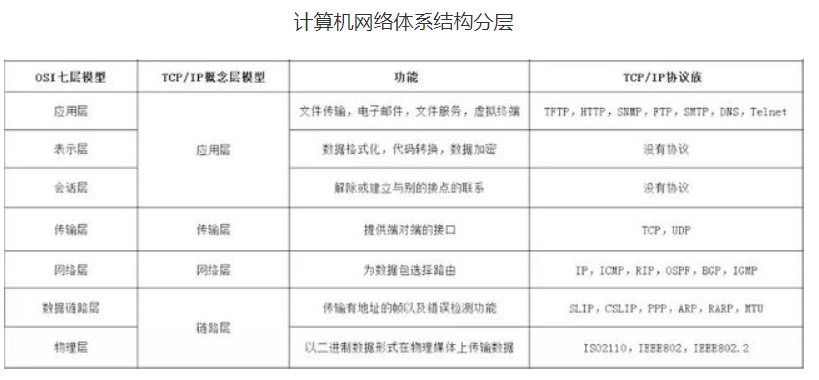 计算机网络体系结构分层
OSI七层模型 TCP/IP概念层模型 功能 TCP/IP协议族
应用层 文件传输，电子邮件，文件服务，虚拟终端 TFTP，HTTP，SNMP，FTP，SMTP，DNS，Telnet
表示层 应用层 数据格式化，代码转换，数据加密 没有协议
会话层 解除或建立与别的接点的联系 没有协议
传输层 传输层 提供端对端的接口 TCP，UDP
网络层 网络层 为数据包选择路由 IP，ICMP，RIP，OSPF，BGP，IGMP
数据链路层 传输有地址的帧以及错误检测功能 SLIP，CSLIP，PPP，ARP，RARP，MTU
链路层
物理层 以二进制数据形式在物理媒体上传输数据 ISO2110，IEEE802，IEEE802.2